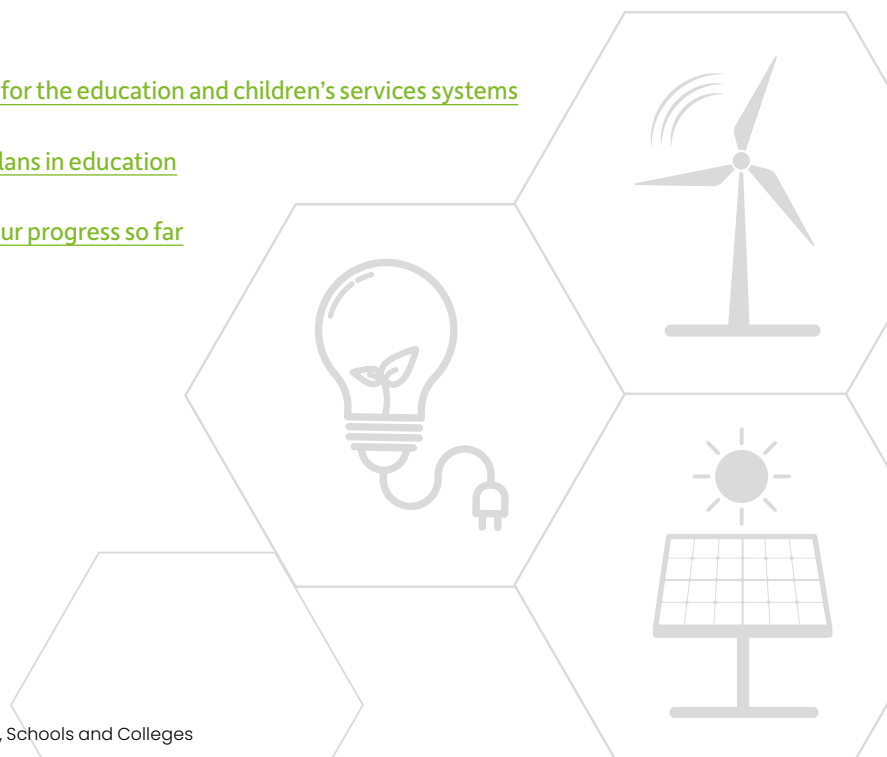 for the education and children's services systems
lans in education
ur progress so far
, Schools and Colleges